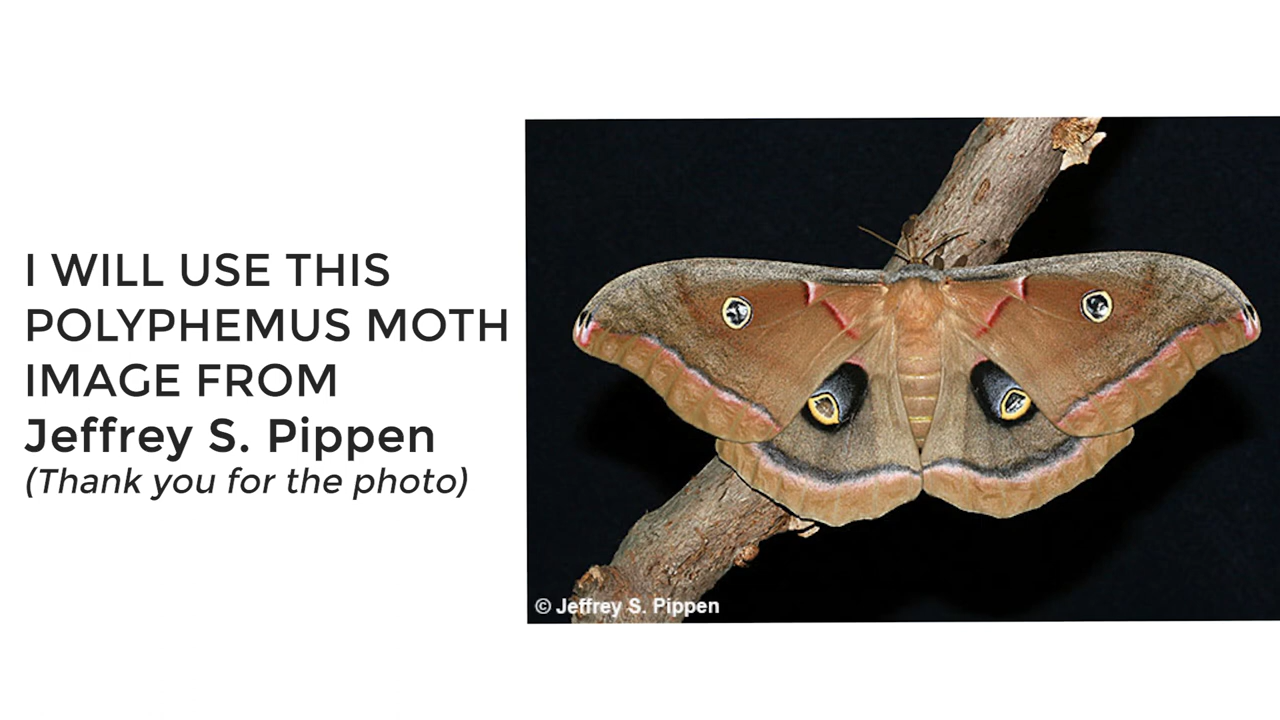 I WILL USE THIS
POLYPHEMUS MOTH
IMAGE FROM
Jeffrey S. Pippen
(Thank you for the photo)
© Jeffrey S. Pippen